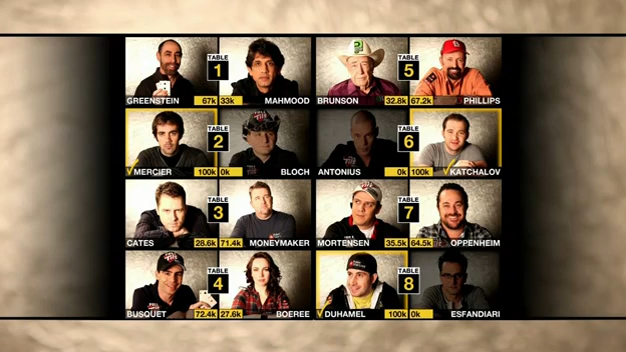 TABLE
1
GREENSTEIN 67k 33k MAHMOOD
TABLE
5
BRUNSON 32.8k 67.2k PHILLIPS
TABLE
2
MERCIER 100k 0k BLOCH
TABLE
6
ANTONIUS 0k 100k KATCHALOV
TABLE
3
CATES 28.6k 71.4k MONEYMAKER
TABLE
7
MORTENSEN 35.5k 64.5k OPPENHEIM
TABLE
4
BUSQUET 72.4k 27.6k BOEREE
TABLE
8
DUHAMEL 100k 0k ESFANDIARI